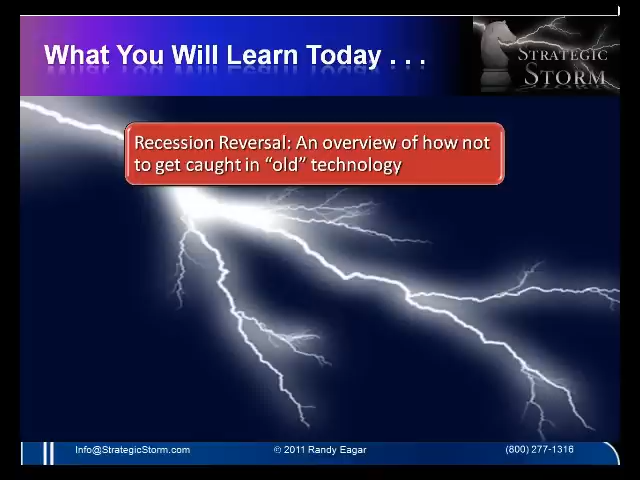 What You Will Learn Today . . .
STRATEGIC
STORM
Recession Reversal: An overview of how not
to get caught in “old” technology
Info@StrategicStorm.com
© 2011 Randy Eagar
(800) 277-1316